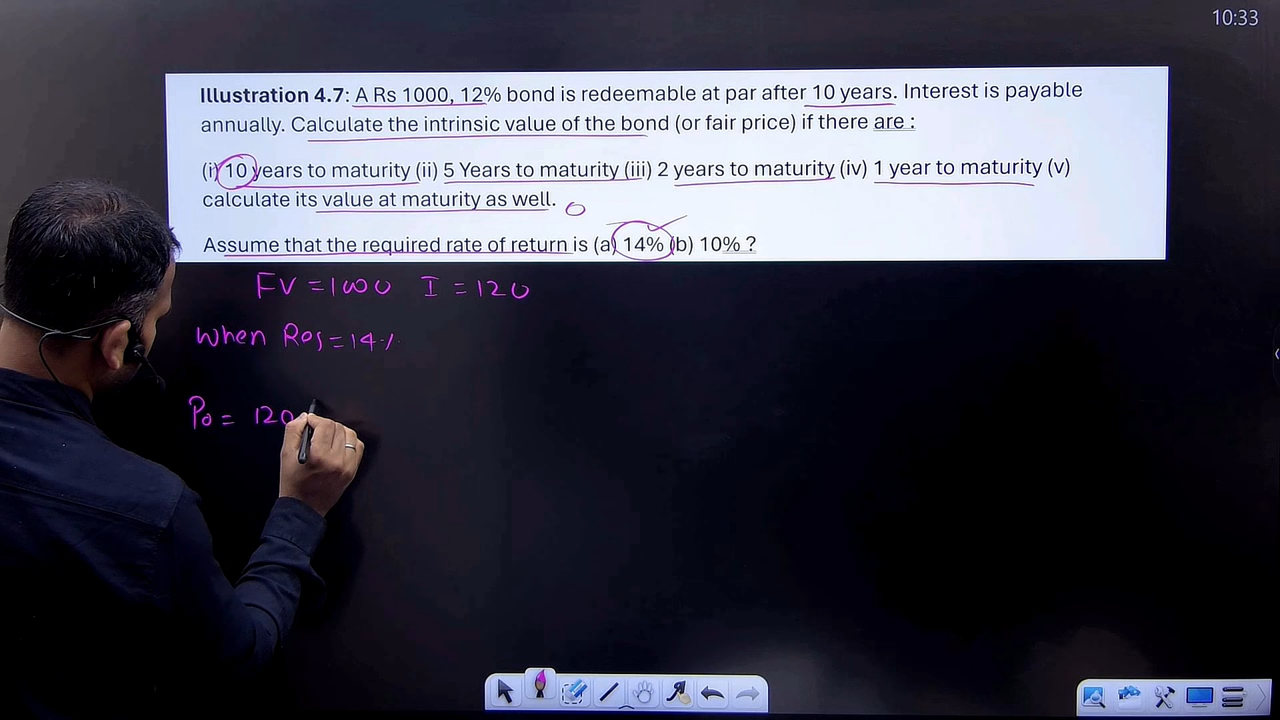 10:33
Illustration 4.7: A Rs 1000, 12% bond is redeemable at par after 10 years. Interest is payable
annually. Calculate the intrinsic value of the bond (or fair price) if there are :
(i) 10 years to maturity (ii) 5 Years to maturity (iii) 2 years to maturity (iv) 1 year to maturity (v)
calculate its value at maturity as well. 0
Assume that the required rate of return is (a) 14% (b) 10% ?
FV = 1000 I = 120
When = 14%
P0 = 120